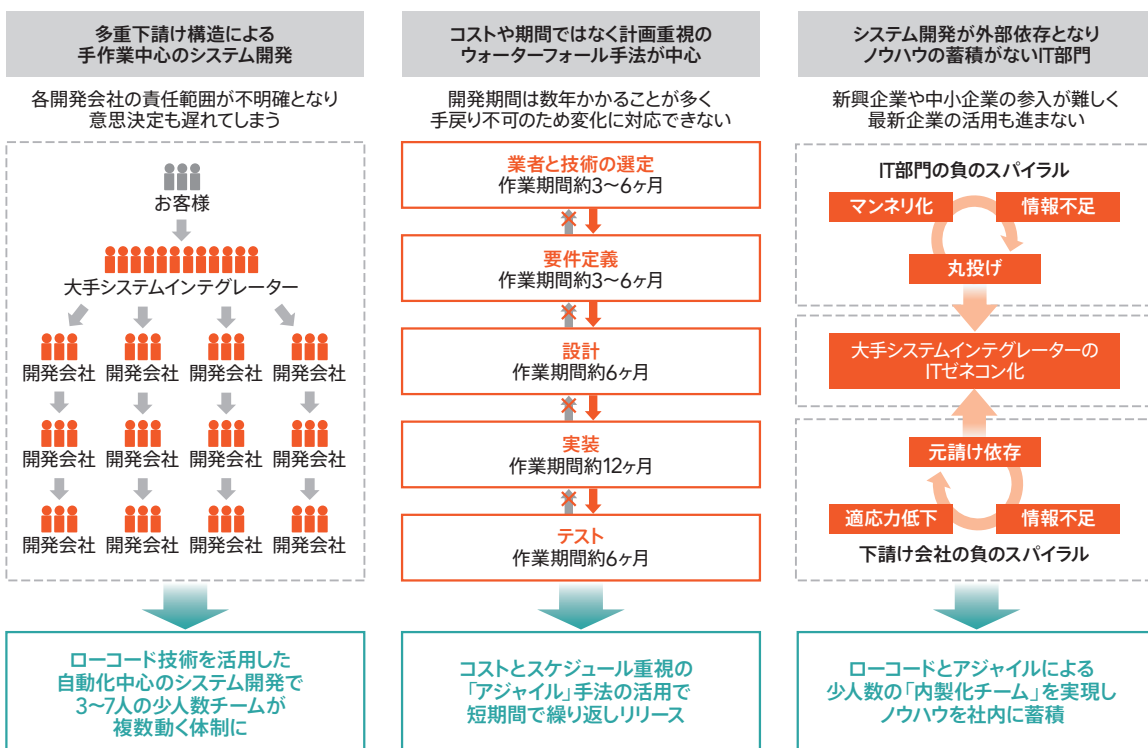 多重下請け構造による
手作業中心のシステム開発
各開発会社の責任範囲が不明確となり
意思決定も遅れてしまう
お客様
大手システムインテグレーター
開発会社 開発会社 開発会社 開発会社
開発会社 開発会社 開発会社 開発会社
開発会社 開発会社 開発会社 開発会社
ローコード技術を活用した
自動化中心のシステム開発で
3〜7人の少人数チームが
複数動く体制に
コストや期間ではなく計画重視の
ウォーターフォール手法が中心
開発期間は数年かかることが多く
手戻り不可のため変化に対応できない
業者と技術の選定
作業期間約3〜6ヶ月
要件定義
作業期間約3〜6ヶ月
設計
作業期間約6ヶ月
実装
作業期間約12ヶ月
テスト
作業期間約6ヶ月
コストとスケジュール重視の
「アジャイル」手法の活用で
短期間で繰り返しリリース
システム開発が外部依存となり
ノウハウの蓄積がないIT部門
新興企業や中小企業の参入が難しく
最新企業の活用も進まない
IT部門の負のスパイラル
マンネリ化 情報不足
丸投げ
大手システムインテグレーターの
ITゼネコン化
元請け依存
適応力低下 情報不足
下請け会社の負のスパイラル
ローコードとアジャイルによる
少人数の「内製化チーム」を実現し
ノウハウを社内に蓄積